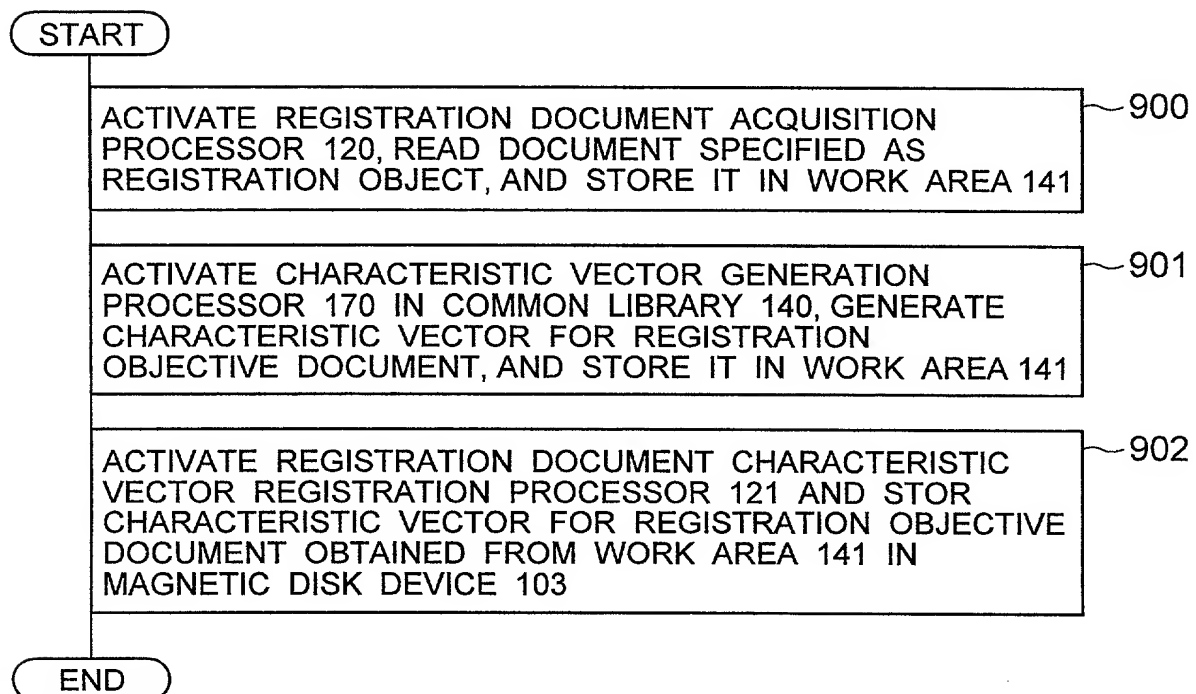 START
ACTIVATE REGISTRATION DOCUMENT ACQUISITION
PROCESSOR 120, READ DOCUMENT SPECIFIED AS
REGISTRATION OBJECT, AND STORE IT IN WORK AREA 141
900
ACTIVATE CHARACTERISTIC VECTOR GENERATION
PROCESSOR 170 IN COMMON LIBRARY 140, GENERATE
CHARACTERISTIC VECTOR FOR REGISTRATION
OBJECTIVE DOCUMENT, AND STORE IT IN WORK AREA 141
901
ACTIVATE REGISTRATION DOCUMENT CHARACTERISTIC
VECTOR REGISTRATION PROCESSOR 121 AND STOR
CHARACTERISTIC VECTOR FOR REGISTRATION OBJECTIVE
DOCUMENT OBTAINED FROM WORK AREA 141 IN
MAGNETIC DISK DEVICE 103
902
END